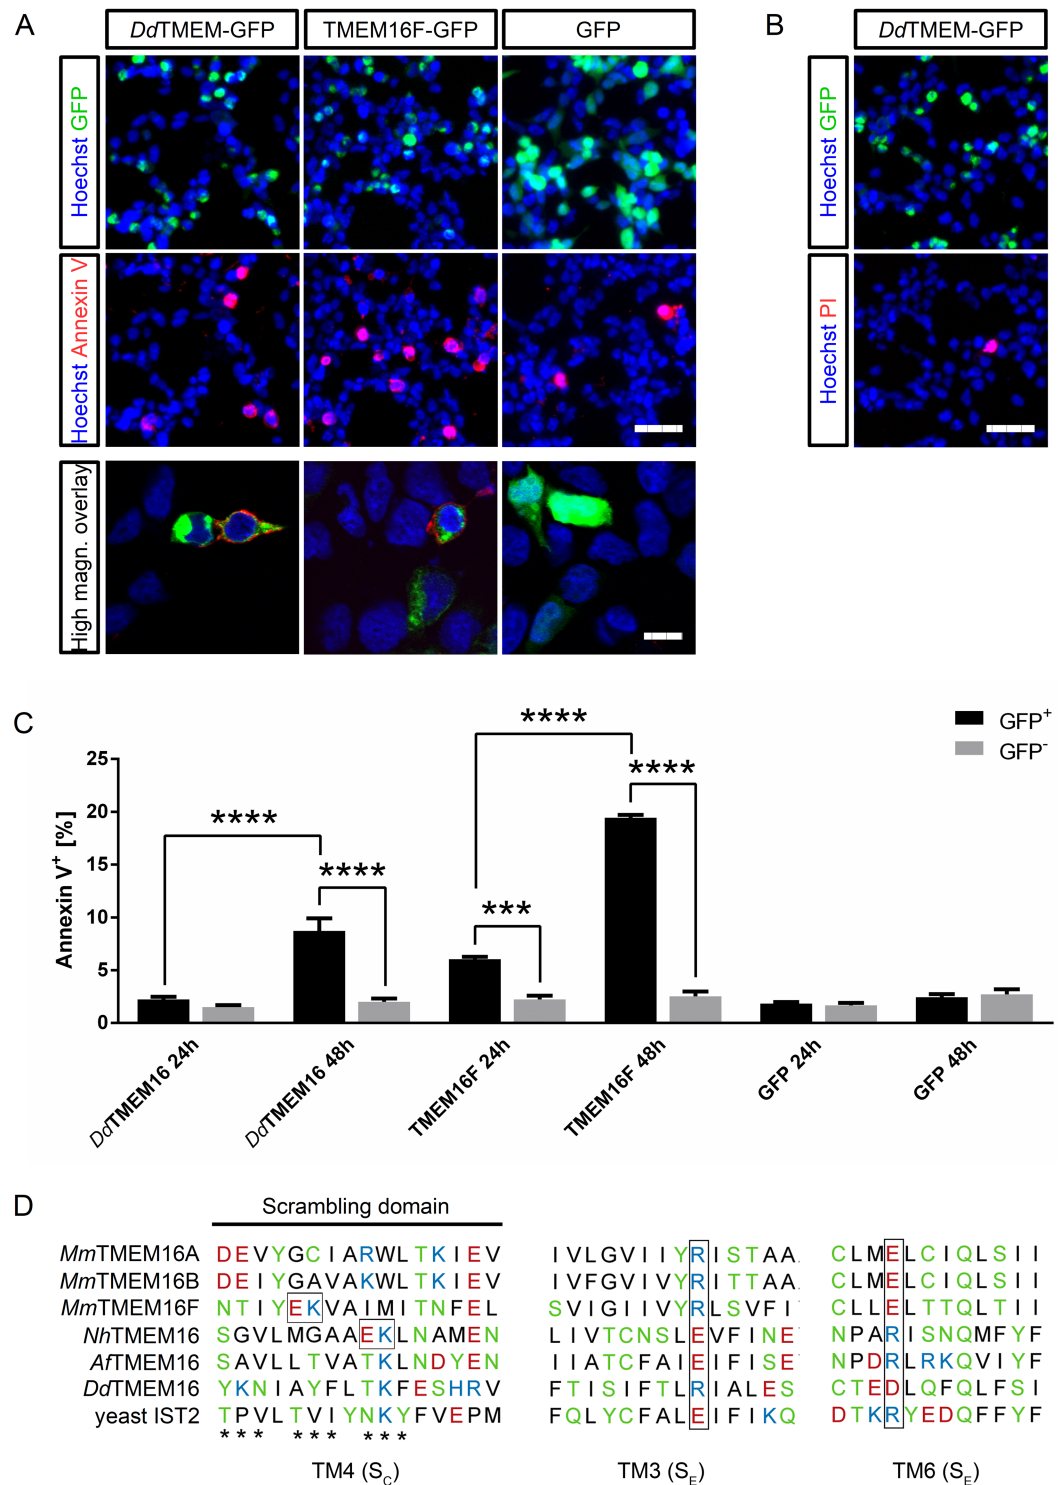 A
DdTMEM-GFP
TMEM16F-GFP
GFP
B
DdTMEM-GFP
Hoechst GFP
Hoechst GFP
Hoechst Annexin V
Hoechst PI
High magn. overlay
C
****
****
****
****
***
GFP+
GFP-
Annexin V+ [%]
25
20
15
10
5
0
DdTMEM16 24h
DdTMEM16 48h
TMEM16F 24h
TMEM16F 48h
GFP 24h
GFP 48h
D
Scrambling domain
MmTMEM16A DEVYGCIARWLTKIEV IVLGVIIYRISTAA CLMELCIQLSII
MmTMEM16B DEIYGAVAKWLTKIEV IVFGVIVYRITTAA CLMELCIQLSII
MmTMEM16F NTIYEKVAIMITNFEL SVIGIIVYRLSVFI CLLELTTQLTII
NhTMEM16 SGVLMGAAEKLNAMEN LIVTCNSLEVFINE NPARISNQMFYF
AfTMEM16 SAVLLTVATKLNDYEN IIATCFAIEIFISE NPDRLRKQVIYF
DdTMEM16 YKNIAYFLTKFESHRV FTISIFTLRIALES CTEDLQFQLFSI
yeast IST2 TPVLTVIYNKYFVEPM FQLYCFALEIFIKQ DTKRYEDQFFYF
*** *** ***
TM4 (SC) TM3 (SE) TM6 (SE)